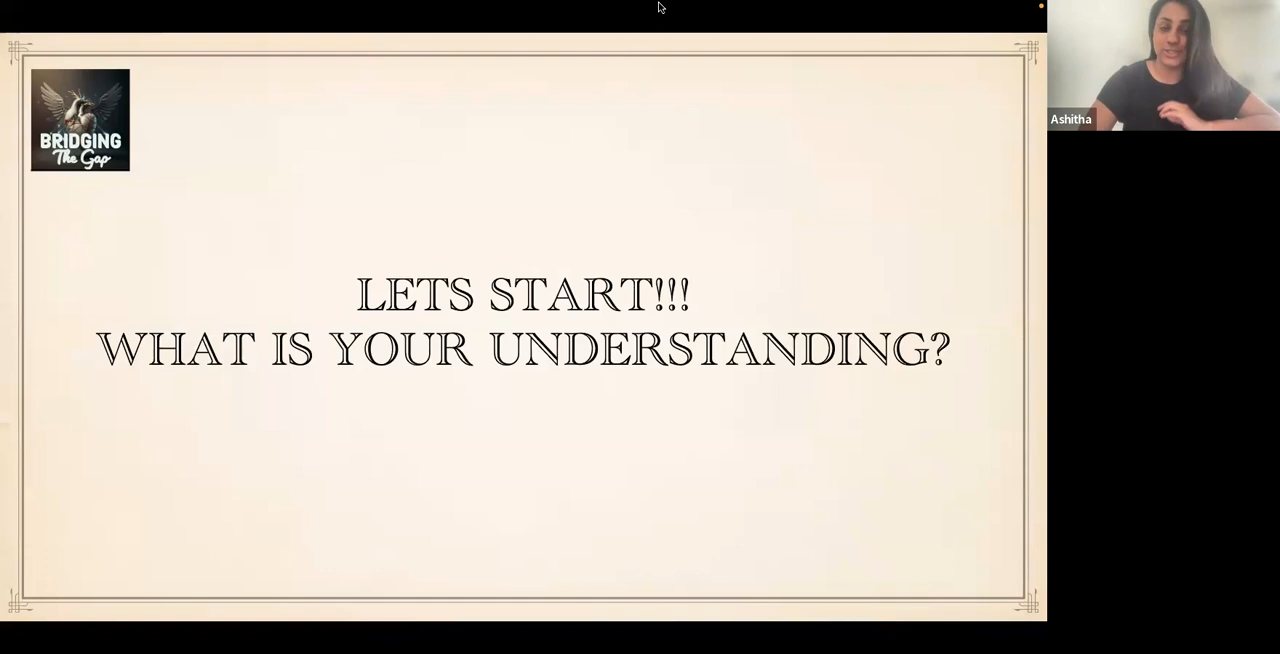 BRIDGING
The Gap
LETS START!!!
WHAT IS YOUR UNDERSTANDING?
Ashitha